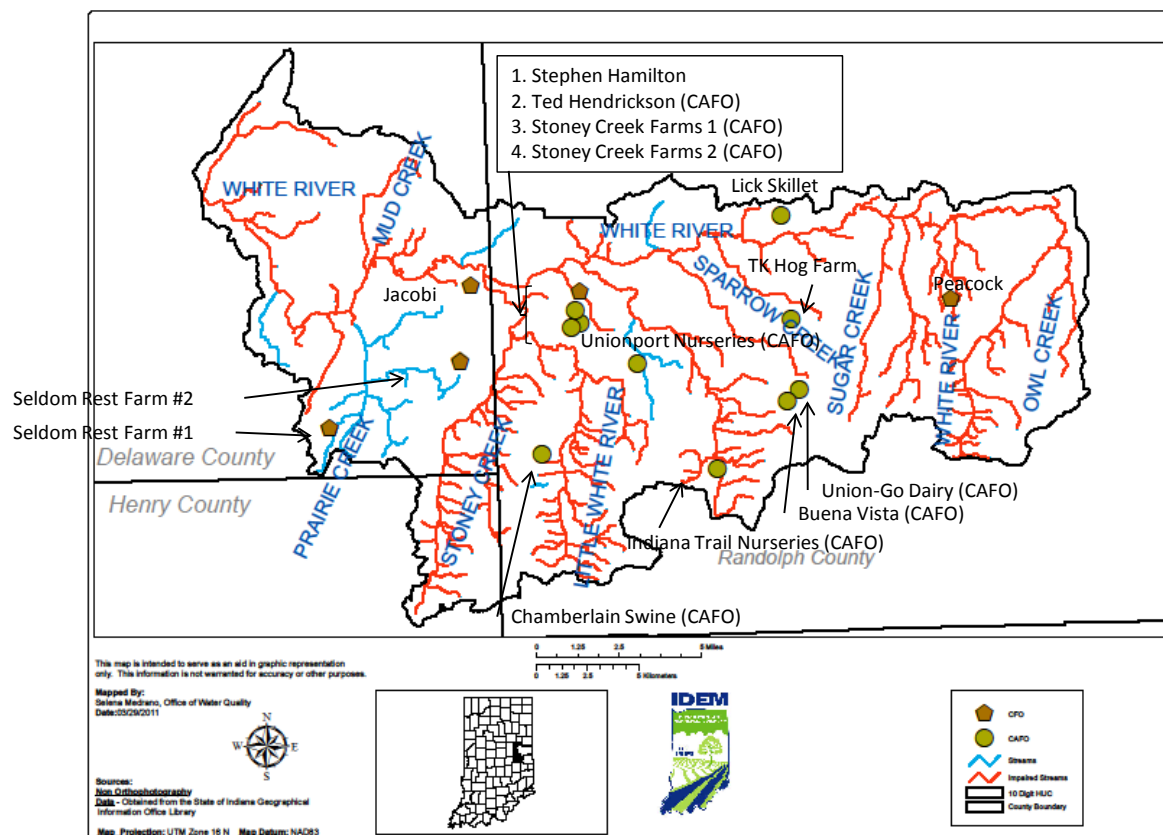 1. Stephen Hamilton
2. Ted Hendrickson (CAFO)
3. Stoney Creek Farms 1 (CAFO)
4. Stoney Creek Farms 2 (CAFO)
Lick Skillet
WHITE RIVER
MUD CREEK
WHITE RIVER
SPARROW CREEK
TK Hog Farm
Jacobi
Peacock
Unionport Nurseries (CAFO)
SUGAR CREEK
WHITE RIVER
OWL CREEK
Seldom Rest Farm #2
Seldom Rest Farm #1
Delaware County
Henry County
PRAIRIE CREEK
STONEY CREEK
LITTLE WHITE RIVER
Union-Go Dairy (CAFO)
Buena Vista (CAFO)
Indiana Trail Nurseries (CAFO)
Randolph County
Chamberlain Swine (CAFO)
0 1.25 2.5 5 Miles
0 1.25 2.5 5 Kilometers
This map is intended to serve as an aid in graphic representation
only. This information is not warranted for accuracy or other purposes.
Mapped By:
Selena Medrano, Office of Water Quality
Date:03/29/2011
N
W E
S
Sources:
Non Orthophotography
Data - Obtained from the State of Indiana Geographical
Information Office Library
Map Projection: UTM Zone 16 N Map Datum: NAD83
IDEM
CFO
CAFO
Streams
Impaired Streams
10 Digit HUC
County Boundary